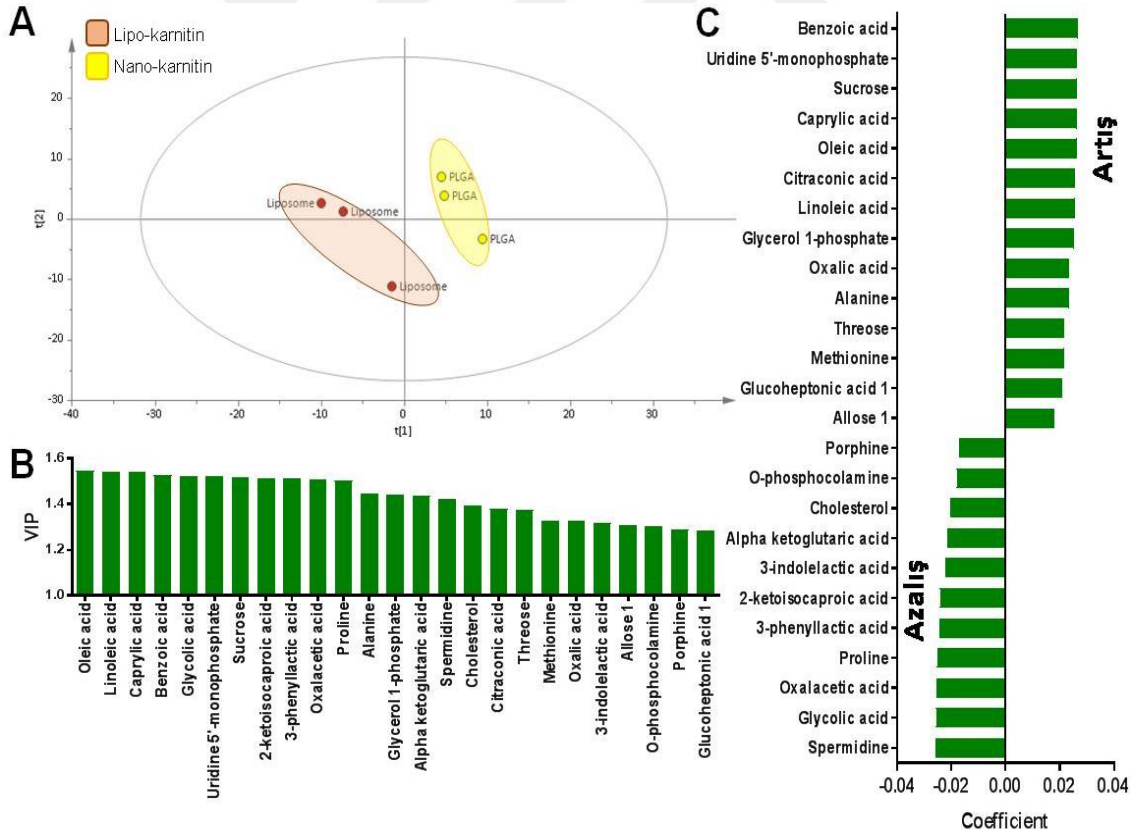 A
Lipo-karnitin
Nano-karnitin
20
10
0
-10
-20
-30
t[2]
Liposome
Liposome
Liposome
PLGA
PLGA
PLGA
-40
-30
-20
-10
0
10
20
30
t[1]
B
VIP
1.6
1.4
1.2
1.0
Oleic acid
Linoleic acid
Caprylic acid
Benzoic acid
Glycolic acid
Uridine 5'-monophosphate
Sucrose
2-ketoisocaproic acid
3-phenyllactic acid
Oxalacetic acid
Proline
Alanine
Glycerol 1-phosphate
Alpha ketoglutaric acid
Spermidine
Cholesterol
Citraconic acid
Threose
Methionine
Oxalic acid
3-indolelactic acid
Allose 1
O-phosphocolamine
Porphine
Glucoheptonic acid 1
C
Benzoic acid
Uridine 5'-monophosphate
Sucrose
Caprylic acid
Oleic acid
Citraconic acid
Linoleic acid
Glycerol 1-phosphate
Oxalic acid
Alanine
Threose
Methionine
Glucoheptonic acid 1
Allose 1
Porphine
O-phosphocolamine
Cholesterol
Alpha ketoglutaric acid
3-indolelactic acid
2-ketoisocaproic acid
3-phenyllactic acid
Proline
Oxalacetic acid
Glycolic acid
Spermidine
Artış
Azalış
-0.04
-0.02
0.00
0.02
0.04
Coefficient